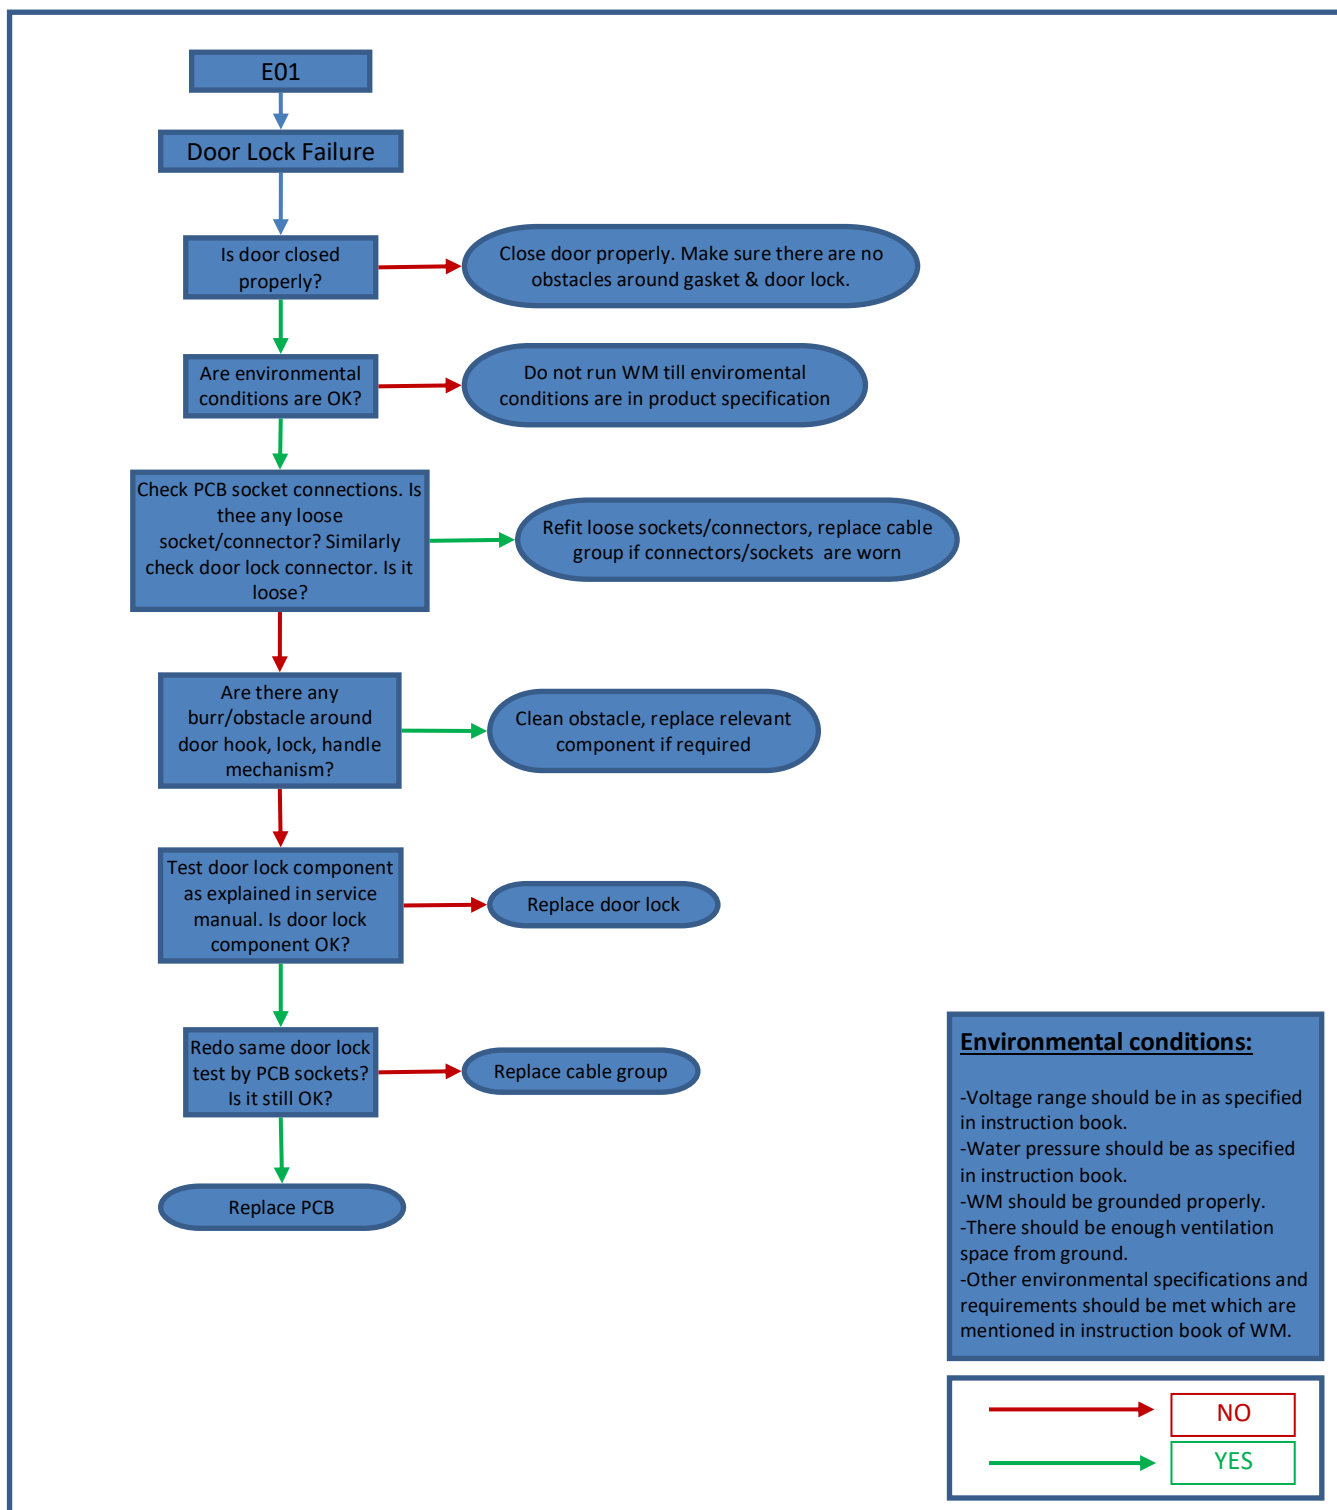 E01
Door Lock Failure
Is door closed
properly?
Close door properly. Make sure there are no
obstacles around gasket & door lock.
Are environmental
conditions are OK?
Do not run WM till enviromental
conditions are in product specification
Check PCB socket connections. Is
thee any loose
socket/connector? Similarly
check door lock connector. Is it
loose?
Refit loose sockets/connectors, replace cable
group if connectors/sockets are worn
Are there any
burr/obstacle around
door hook, lock, handle
mechanism?
Clean obstacle, replace relevant
component if required
Test door lock component
as explained in service
manual. Is door lock
component OK?
Replace door lock
Redo same door lock
test by PCB sockets?
Is it still OK?
Replace cable group
Replace PCB
Environmental conditions:
-Voltage range should be in as specified
in instruction book.
-Water pressure should be as specified
in instruction book.
-WM should be grounded properly.
-There should be enough ventilation
space from ground.
-Other environmental specifications and
requirements should be met which are
mentioned in instruction book of WM.
NO
YES